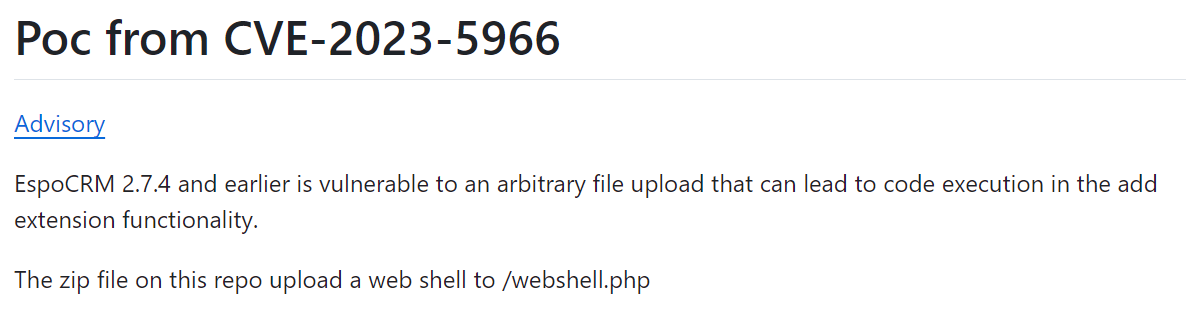 Poc from CVE-2023-5966
Advisory
EspoCRM 2.7.4 and earlier is vulnerable to an arbitrary file upload that can lead to code execution in the add
extension functionality.
The zip file on this repo upload a web shell to /webshell.php